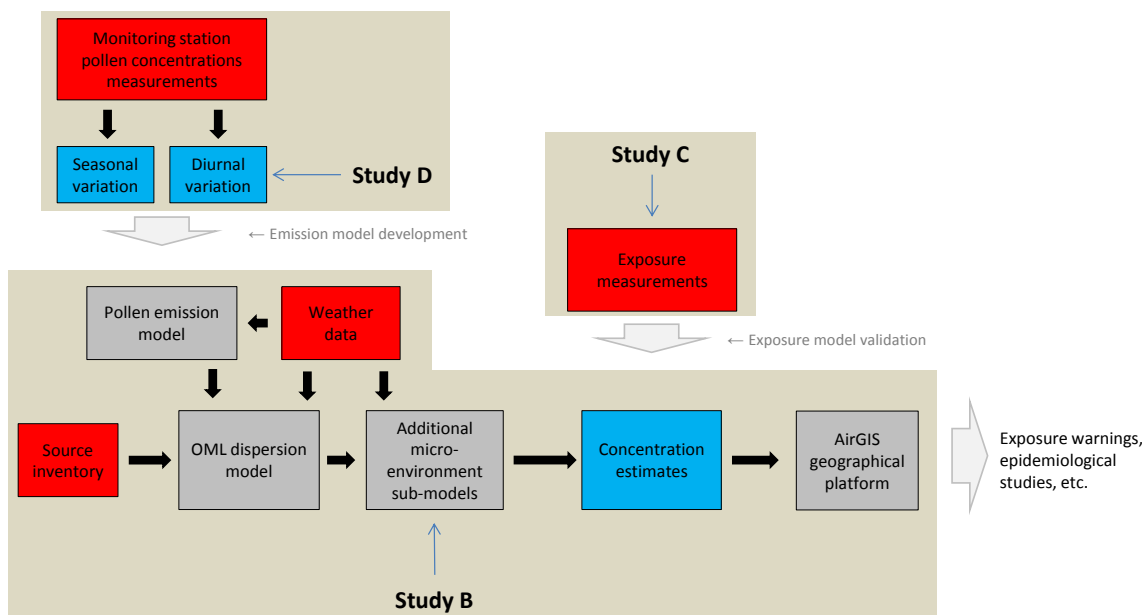 Monitoring station
pollen concentrations
measurements
Seasonal
variation
Diurnal
variation
Study D
← Emission model development
Study C
Exposure
measurements
← Exposure model validation
Pollen emission
model
Weather
data
Source
inventory
OML dispersion
model
Additional
micro-
environment
sub-models
Concentration
estimates
AirGIS
geographical
platform
Exposure warnings,
epidemiological
studies, etc.
Study B